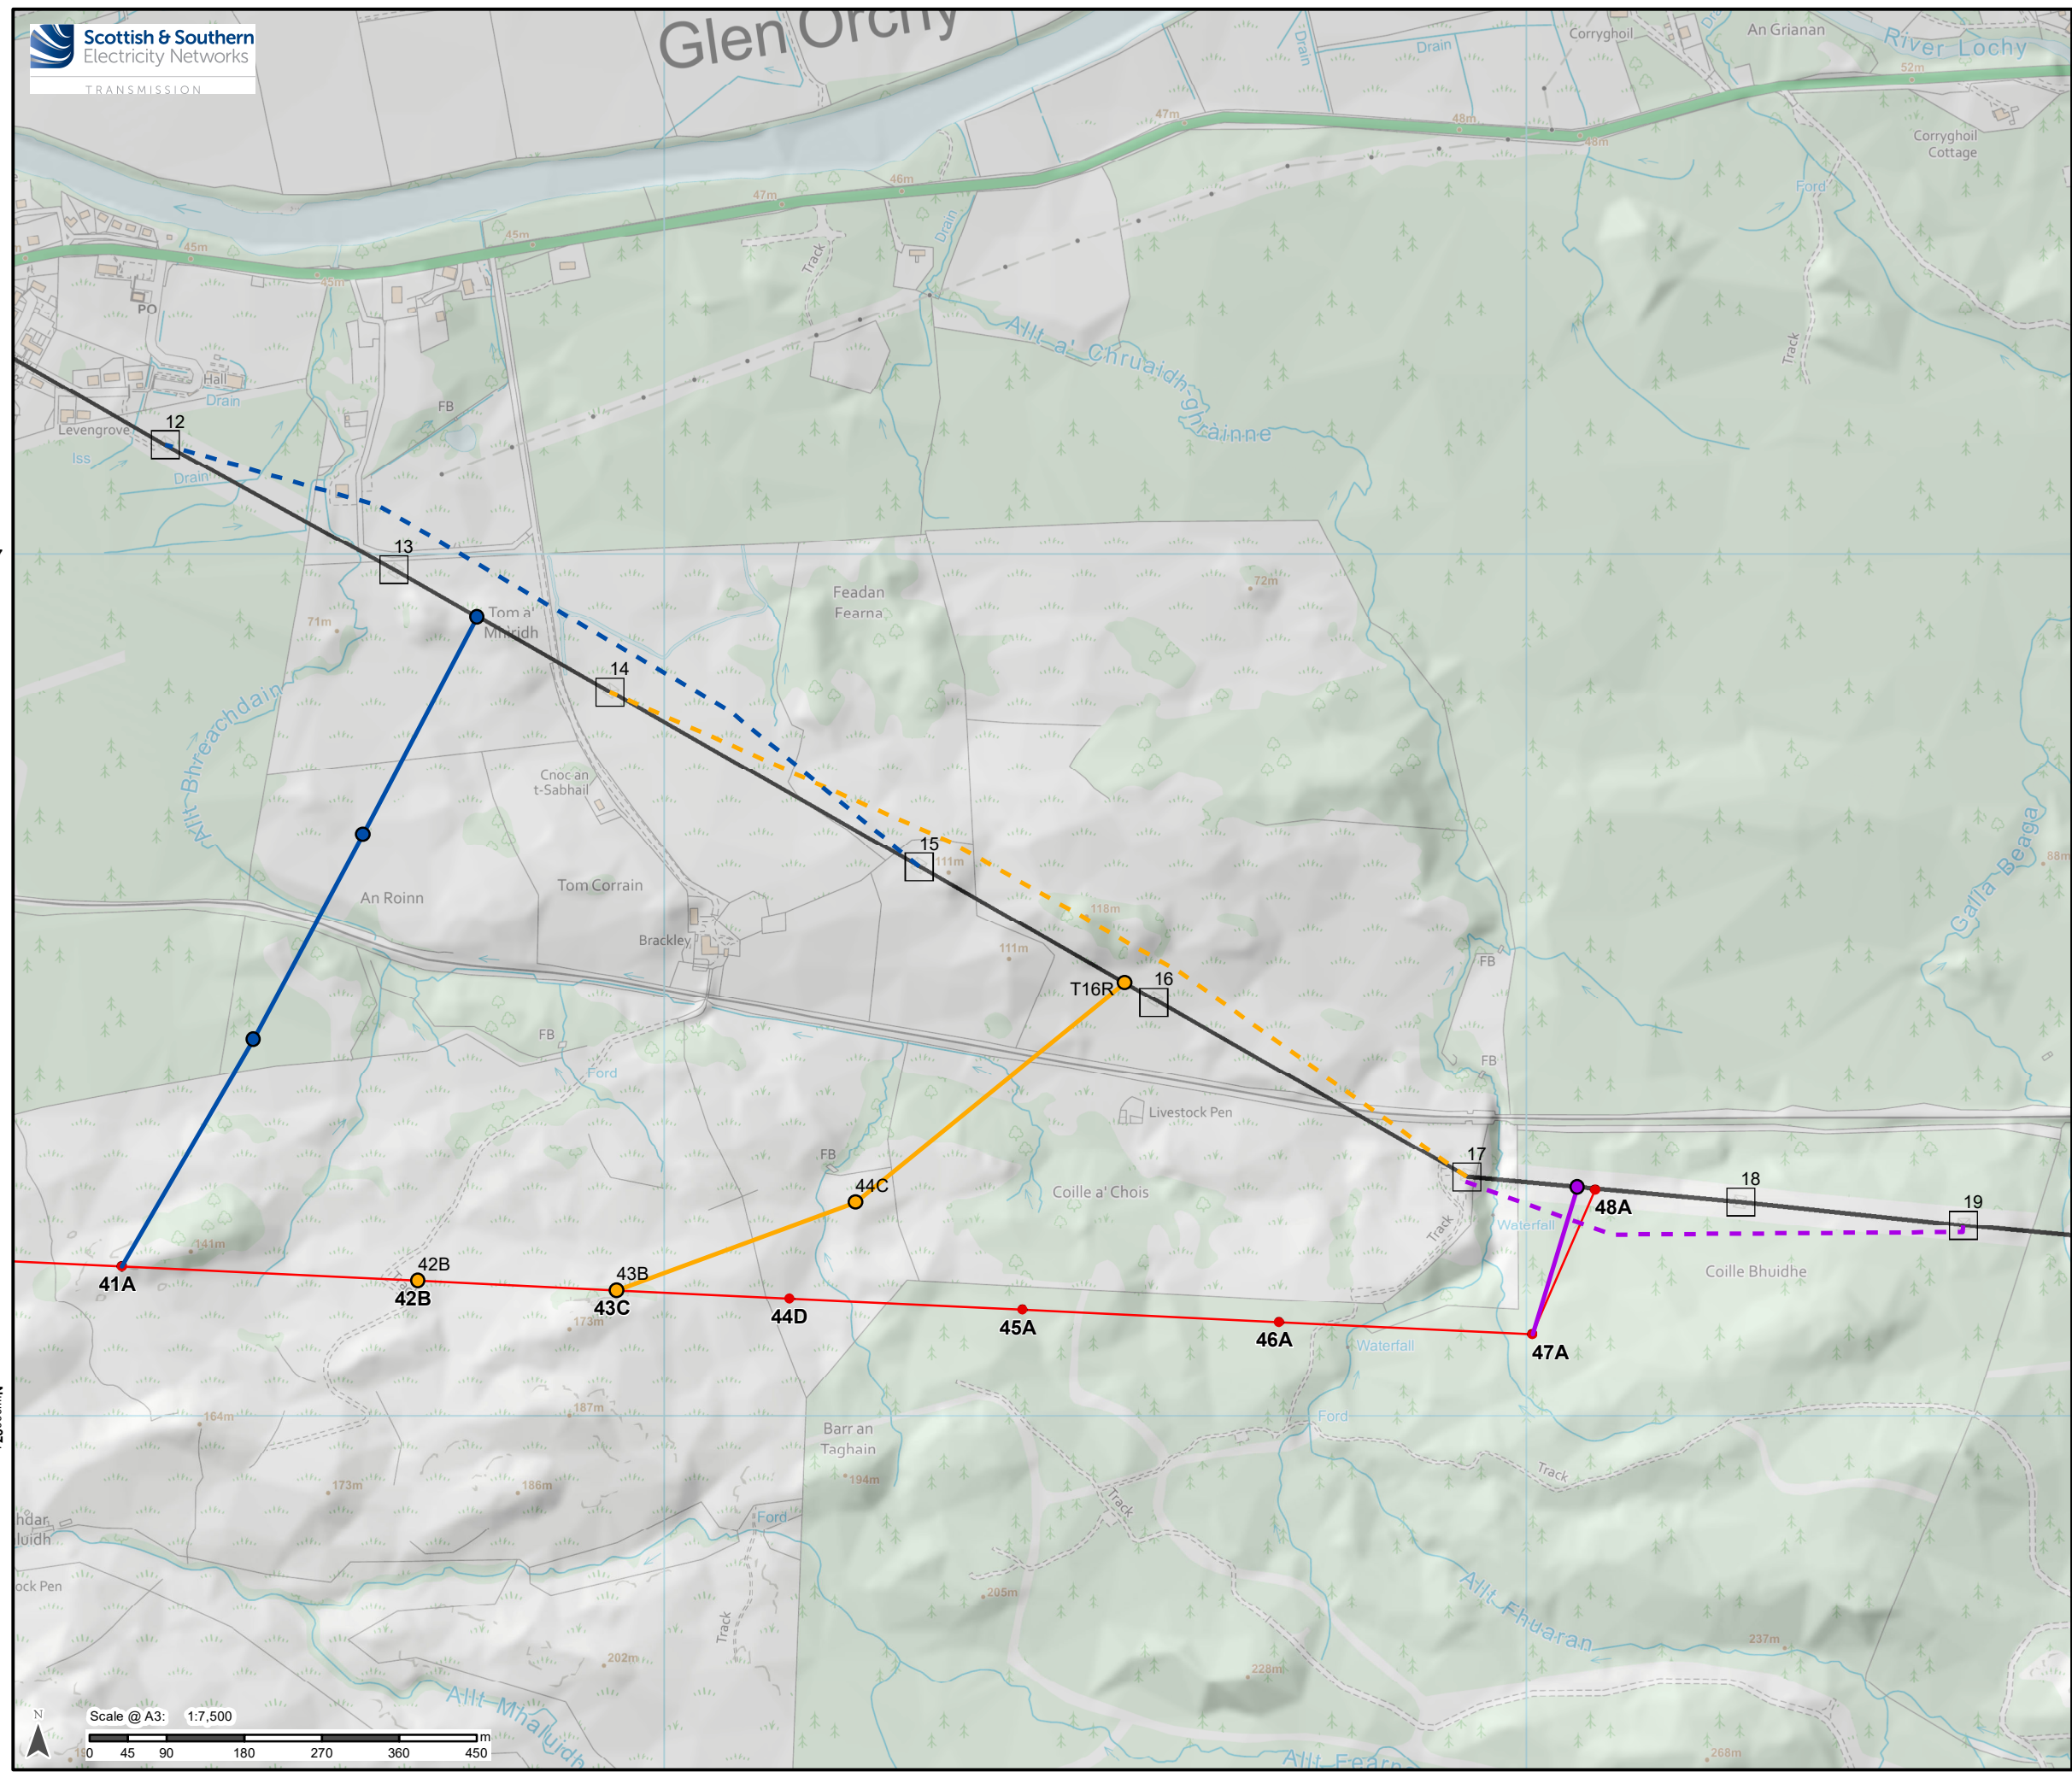 Scottish & Southern
Electricity Networks
TRANSMISSION
Glen Orchy
Drain
Drain
Corryghoil
An Grianan
River Lochy
52m
47m
48m
48m
Corryghoil
Cottage
46m
47m
Ford
Drain
45m
45m
45m
Track
PO
Allt a' Chruaidh-ghràinne
Track
Hall
Drain
FB
Levengrove
12
Iss
Drain
13
72m
Feadan
Fearna
71m
Tom a'
Mhiridh
14
Allt Bhreachdain
Cnoc an
t-Sabhail
15
111m
88m
Galla Beaga
Tom Corrain
An Roinn
118m
Brackley
111m
FB
16
T16R
FB
Ford
FB
Livestock Pen
FB
17
44C
Coille a' Chois
18
48A
19
Track
Waterfall
141m
41A
42B
42B
Track
43B
43C
173m
44D
45A
46A
Coille Bhuidhe
Waterfall
47A
164m
187m
Barr an
Taghain
194m
Ford
Track
173m
186m
Track
Ford
ock Pen
205m
Track
Allt Fhuaran
237m
202m
228m
Allt Mhaluidh
268m
N
Scale @ A3: 1:7,500
0 45 90 180 270 360 450
m